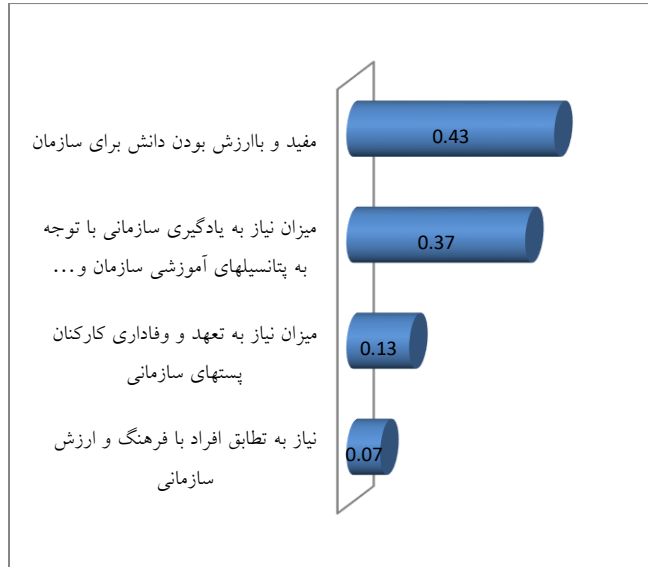 مفید و باارزش بودن دانش برای سازمان
0.43
میزان نیاز به یادگیری سازمانی با توجه
به پتانسیلهای آموزشی سازمان و...
0.37
میزان نیاز به تعهد و وفاداری کارکنان
پستهای سازمانی
0.13
نیاز به تطابق افراد با فرهنگ و ارزش
سازمانی
0.07